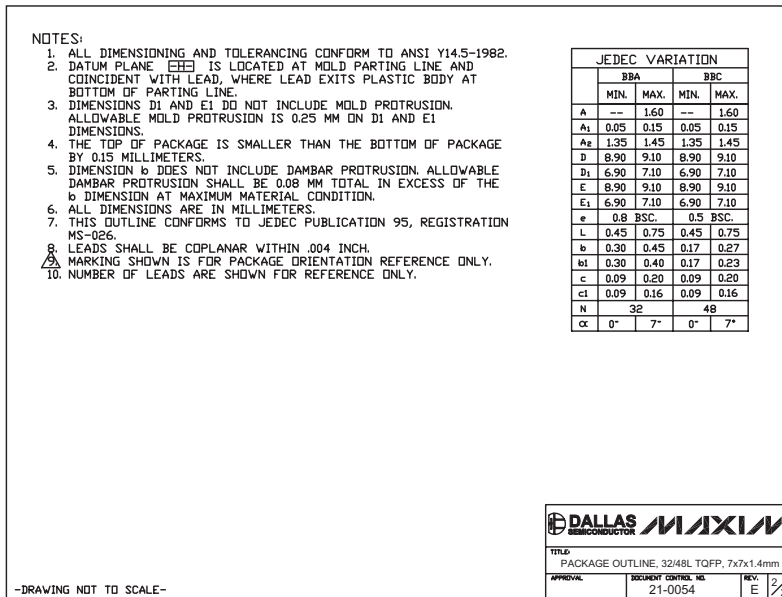 NOTES:
1. ALL DIMENSIONING AND TOLERANCING CONFORM TO ANSI Y14.5-1982.
2. DATUM PLANE -H- IS LOCATED AT MOLD PARTING LINE AND
COINCIDENT WITH LEAD, WHERE LEAD EXITS PLASTIC BODY AT
BOTTOM OF PARTING LINE.
3. DIMENSIONS D1 AND E1 DO NOT INCLUDE MOLD PROTRUSION.
ALLOWABLE MOLD PROTRUSION IS 0.25 MM ON D1 AND E1
DIMENSIONS.
4. THE TOP OF PACKAGE IS SMALLER THAN THE BOTTOM OF PACKAGE
BY 0.15 MILLIMETERS.
5. DIMENSION b DOES NOT INCLUDE DAMBAR PROTRUSION. ALLOWABLE
DAMBAR PROTRUSION SHALL BE 0.08 MM TOTAL IN EXCESS OF THE
b DIMENSION AT MAXIMUM MATERIAL CONDITION.
6. ALL DIMENSIONS ARE IN MILLIMETERS.
7. THIS OUTLINE CONFORMS TO JEDEC PUBLICATION 95, REGISTRATION
MS-026.
8. LEADS SHALL BE COPLANAR WITHIN .004 INCH.
9. MARKING SHOWN IS FOR PACKAGE ORIENTATION REFERENCE ONLY.
10. NUMBER OF LEADS ARE SHOWN FOR REFERENCE ONLY.
JEDEC VARIATION
BBA BBC
MIN. MAX. MIN. MAX.
A -- 1.60 -- 1.60
A1 0.05 0.15 0.05 0.15
A2 1.35 1.45 1.35 1.45
D 8.90 9.10 8.90 9.10
D1 6.90 7.10 6.90 7.10
E 8.90 9.10 8.90 9.10
E1 6.90 7.10 6.90 7.10
e 0.8 BSC. 0.5 BSC.
L 0.45 0.75 0.45 0.75
b 0.30 0.45 0.17 0.27
b1 0.30 0.40 0.17 0.23
c 0.09 0.20 0.09 0.20
c1 0.09 0.16 0.09 0.16
N 32 48
α 0° 7° 0° 7°
DALLAS SEMICONDUCTOR MAXIM
TITLE:
PACKAGE OUTLINE, 32/48L TQFP, 7x7x1.4mm
APPROVAL DOCUMENT CONTROL NO. REV.
21-0054 E 2/
-DRAWING NOT TO SCALE-